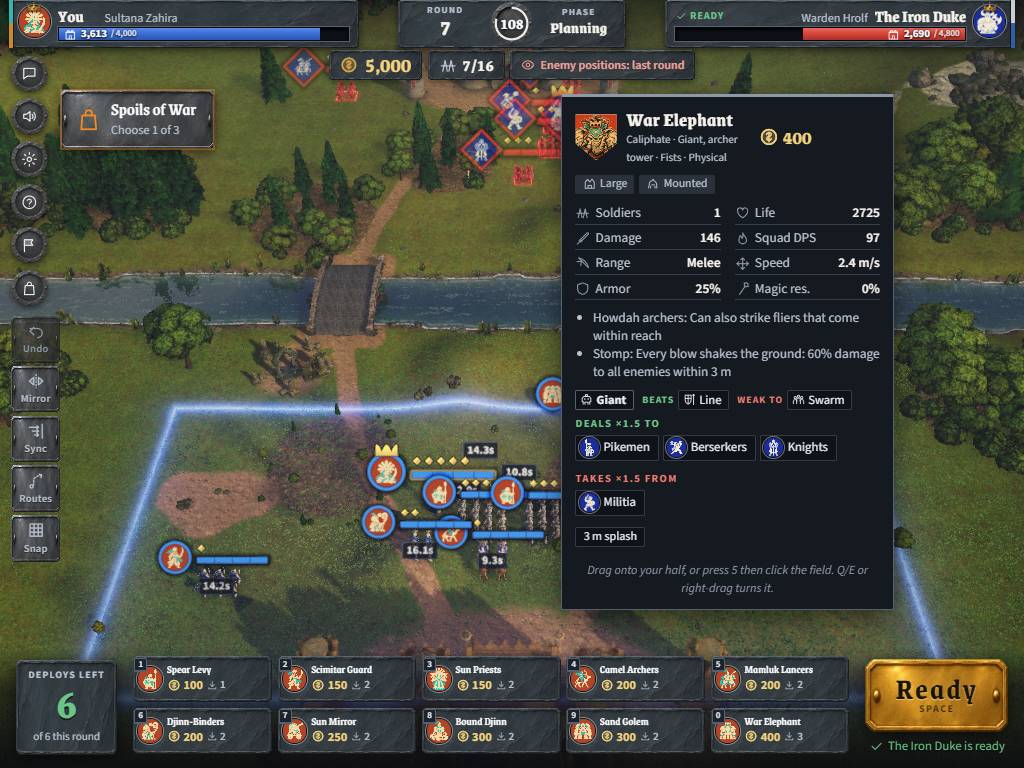 You
Sultana Zahira
3,613 / 4,000
ROUND
7
108
PHASE
Planning
READY
Warden Hrolf
The Iron Duke
2,690 / 4,800
5,000
7/16
Enemy positions: last round
Spoils of War
Choose 1 of 3
Undo
Mirror
Sync
Routes
Snap
War Elephant
Caliphate · Giant, archer
tower · Fists · Physical
400
Large
Mounted
Soldiers 1
Life 2725
Damage 146
Squad DPS 97
Range Melee
Speed 2.4 m/s
Armor 25%
Magic res. 0%
• Howdah archers: Can also strike fliers that come
within reach
• Stomp: Every blow shakes the ground: 60% damage
to all enemies within 3 m
Giant BEATS Line WEAK TO Swarm
DEALS ×1.5 TO
Pikemen Berserkers Knights
TAKES ×1.5 FROM
Militia
3 m splash
Drag onto your half, or press 5 then click the field. Q/E or
right-drag turns it.
14.3s
10.8s
16.1s
9.3s
14.2s
DEPLOYS LEFT
6
of 6 this round
1 Spear Levy
100 1
2 Scimitar Guard
150 2
3 Sun Priests
150 2
4 Camel Archers
200 2
5 Mamluk Lancers
200 2
6 Djinn-Binders
200 2
7 Sun Mirror
250 2
8 Bound Djinn
300 2
9 Sand Golem
300 2
0 War Elephant
400 3
Ready
SPACE
The Iron Duke is ready